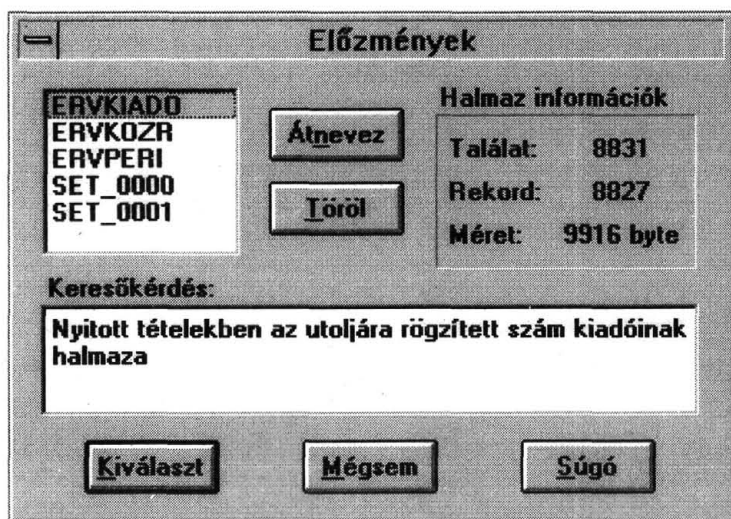 Előzmények
ERVKIADO
ERVKOZR
ERVPERI
SET_0000
SET_0001
Átnevez
Töröl
Halmaz információk
Találat: 8831
Rekord: 8827
Méret: 9916 byte
Keresőkérdés:
Nyitott tételekben az utoljára rögzített szám kiadóinak
halmaza
Kiválaszt
Mégsem
Súgó